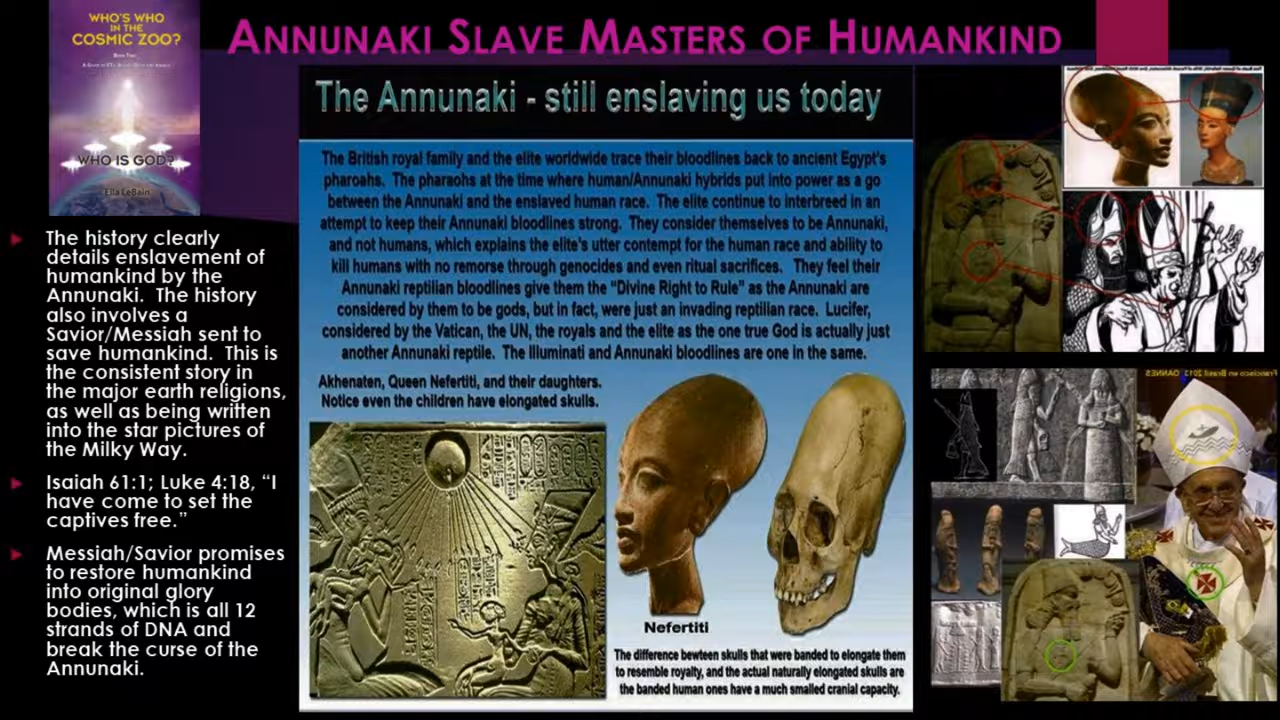 WHO'S WHO
IN THE
COSMIC ZOO?
WHO IS GOD?
Ella LeBain
ANNUNAKI SLAVE MASTERS OF HUMANKIND
The history clearly
details enslavement of
humankind by the
Annunaki. The history
also involves a
Savior/Messiah sent to
save humankind. This is
the consistent story in
the major earth religions,
as well as being written
into the star pictures of
the Milky Way.
Isaiah 61:1; Luke 4:18, “I
have come to set the
captives free.”
Messiah/Savior promises
to restore humankind
into original glory
bodies, which is all 12
strands of DNA and
break the curse of the
Annunaki.
The Annunaki - still enslaving us today
The British royal family and the elite worldwide trace their bloodlines back to ancient Egypt's
pharoahs. The pharaohs at the time where human/Annunaki hybrids put into power as a go
between the Annunaki and the enslaved human race. The elite continue to interbreed in an
attempt to keep their Annunaki bloodlines strong. They consider themselves to be Annunaki,
and not humans, which explains the elite's utter contempt for the human race and ability to
kill humans with no remorse through genocides and even ritual sacrifices. They feel their
Annunaki reptilian bloodlines give them the "Divine Right to Rule" as the Annunaki are
considered by them to be gods, but in fact, were just an invading reptilian race. Lucifer,
considered by the Vatican, the UN, the royals and the elite as the one true God is actually just
another Annunaki reptile. The Illuminati and Annunaki bloodlines are one in the same.
Akhenaten, Queen Nefertiti, and their daughters.
Notice even the children have elongated skulls.
Nefertiti
The difference bewteen skulls that were banded to elongate them
to resemble royalty, and the actual naturally elongated skulls are
the banded human ones have a much smalled cranial capacity.
Francisco en Brasil 2013 OANNES